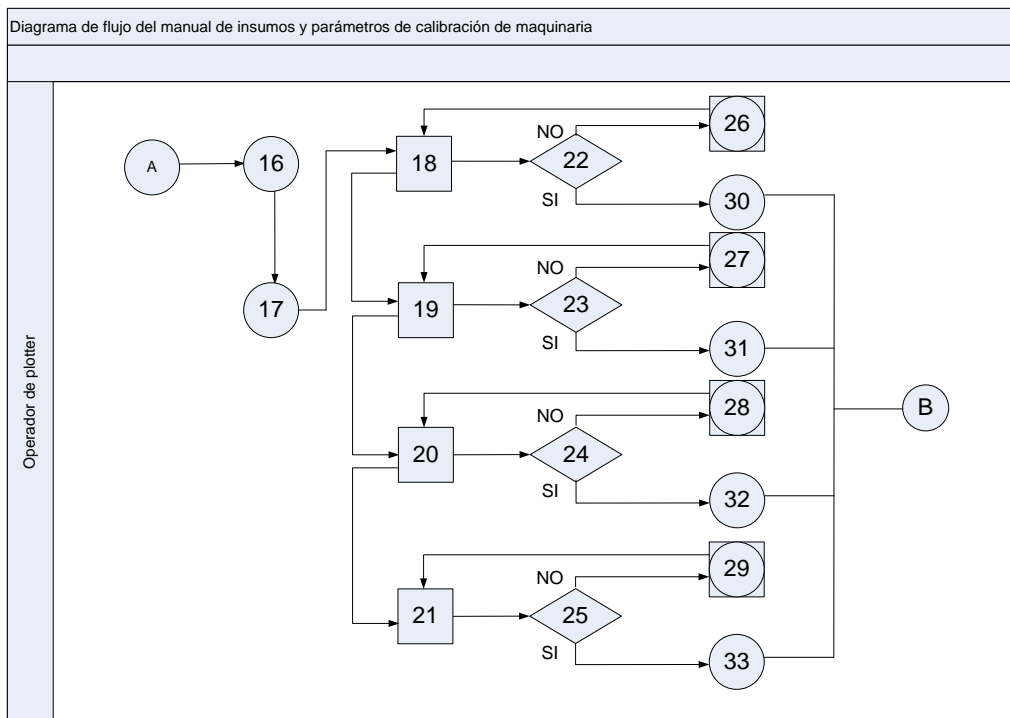 Diagrama de flujo del manual de insumos y parámetros de calibración de maquinaria
Operador de plotter
A
16
17
18
22
NO
SI
26
30
19
23
NO
SI
27
31
20
24
NO
SI
28
32
21
25
NO
SI
29
33
B